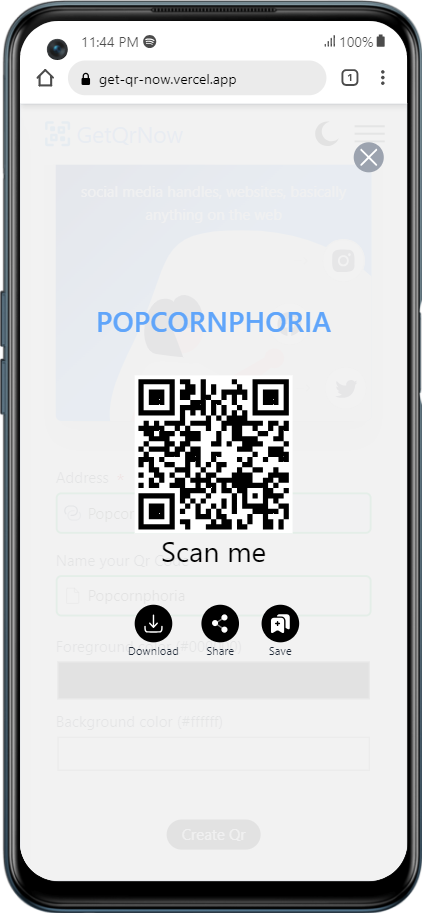 11:44 PM
100%
get-qr-now.vercel.app
1
GetQrNow
social media handles, websites, basically
anything on the web
POPCORNPHORIA
Address *
Popcor
Scan me
Name your Qr Code
Popcornphoria
Download
Share
Save
Foreground
Background color (#ffffff)
Create Qr